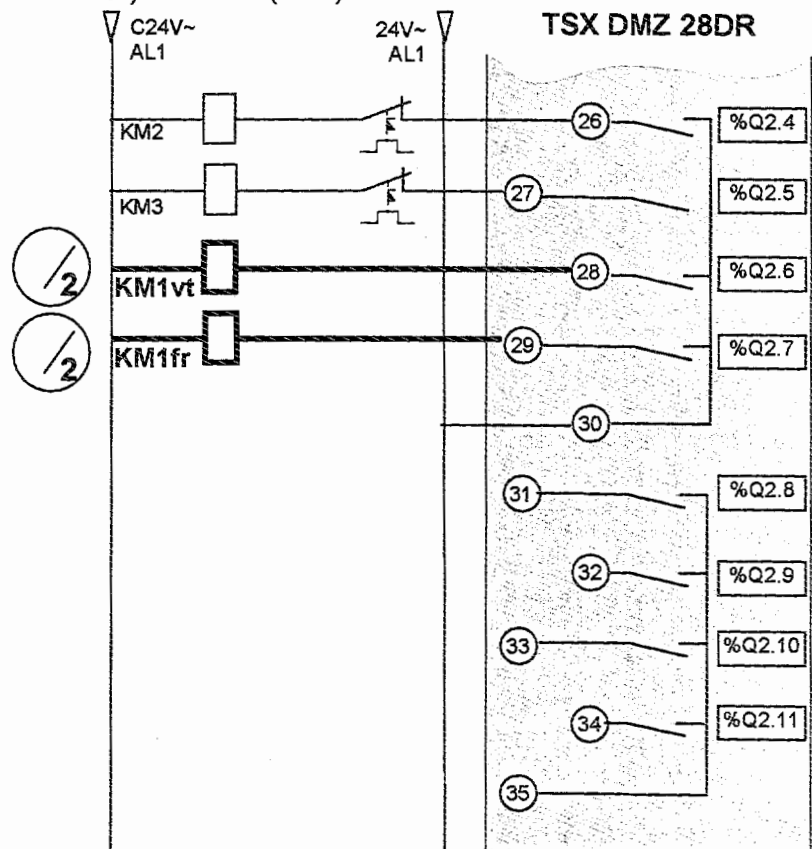 C24V~ 24V~ TSX DMZ 28DR
AL1 AL1
KM2 26 %Q2.4
KM3 27 %Q2.5
/2 KM1vt 28 %Q2.6
/2 KM1fr 29 %Q2.7
30
31 %Q2.8
32 %Q2.9
33 %Q2.10
34 %Q2.11
35